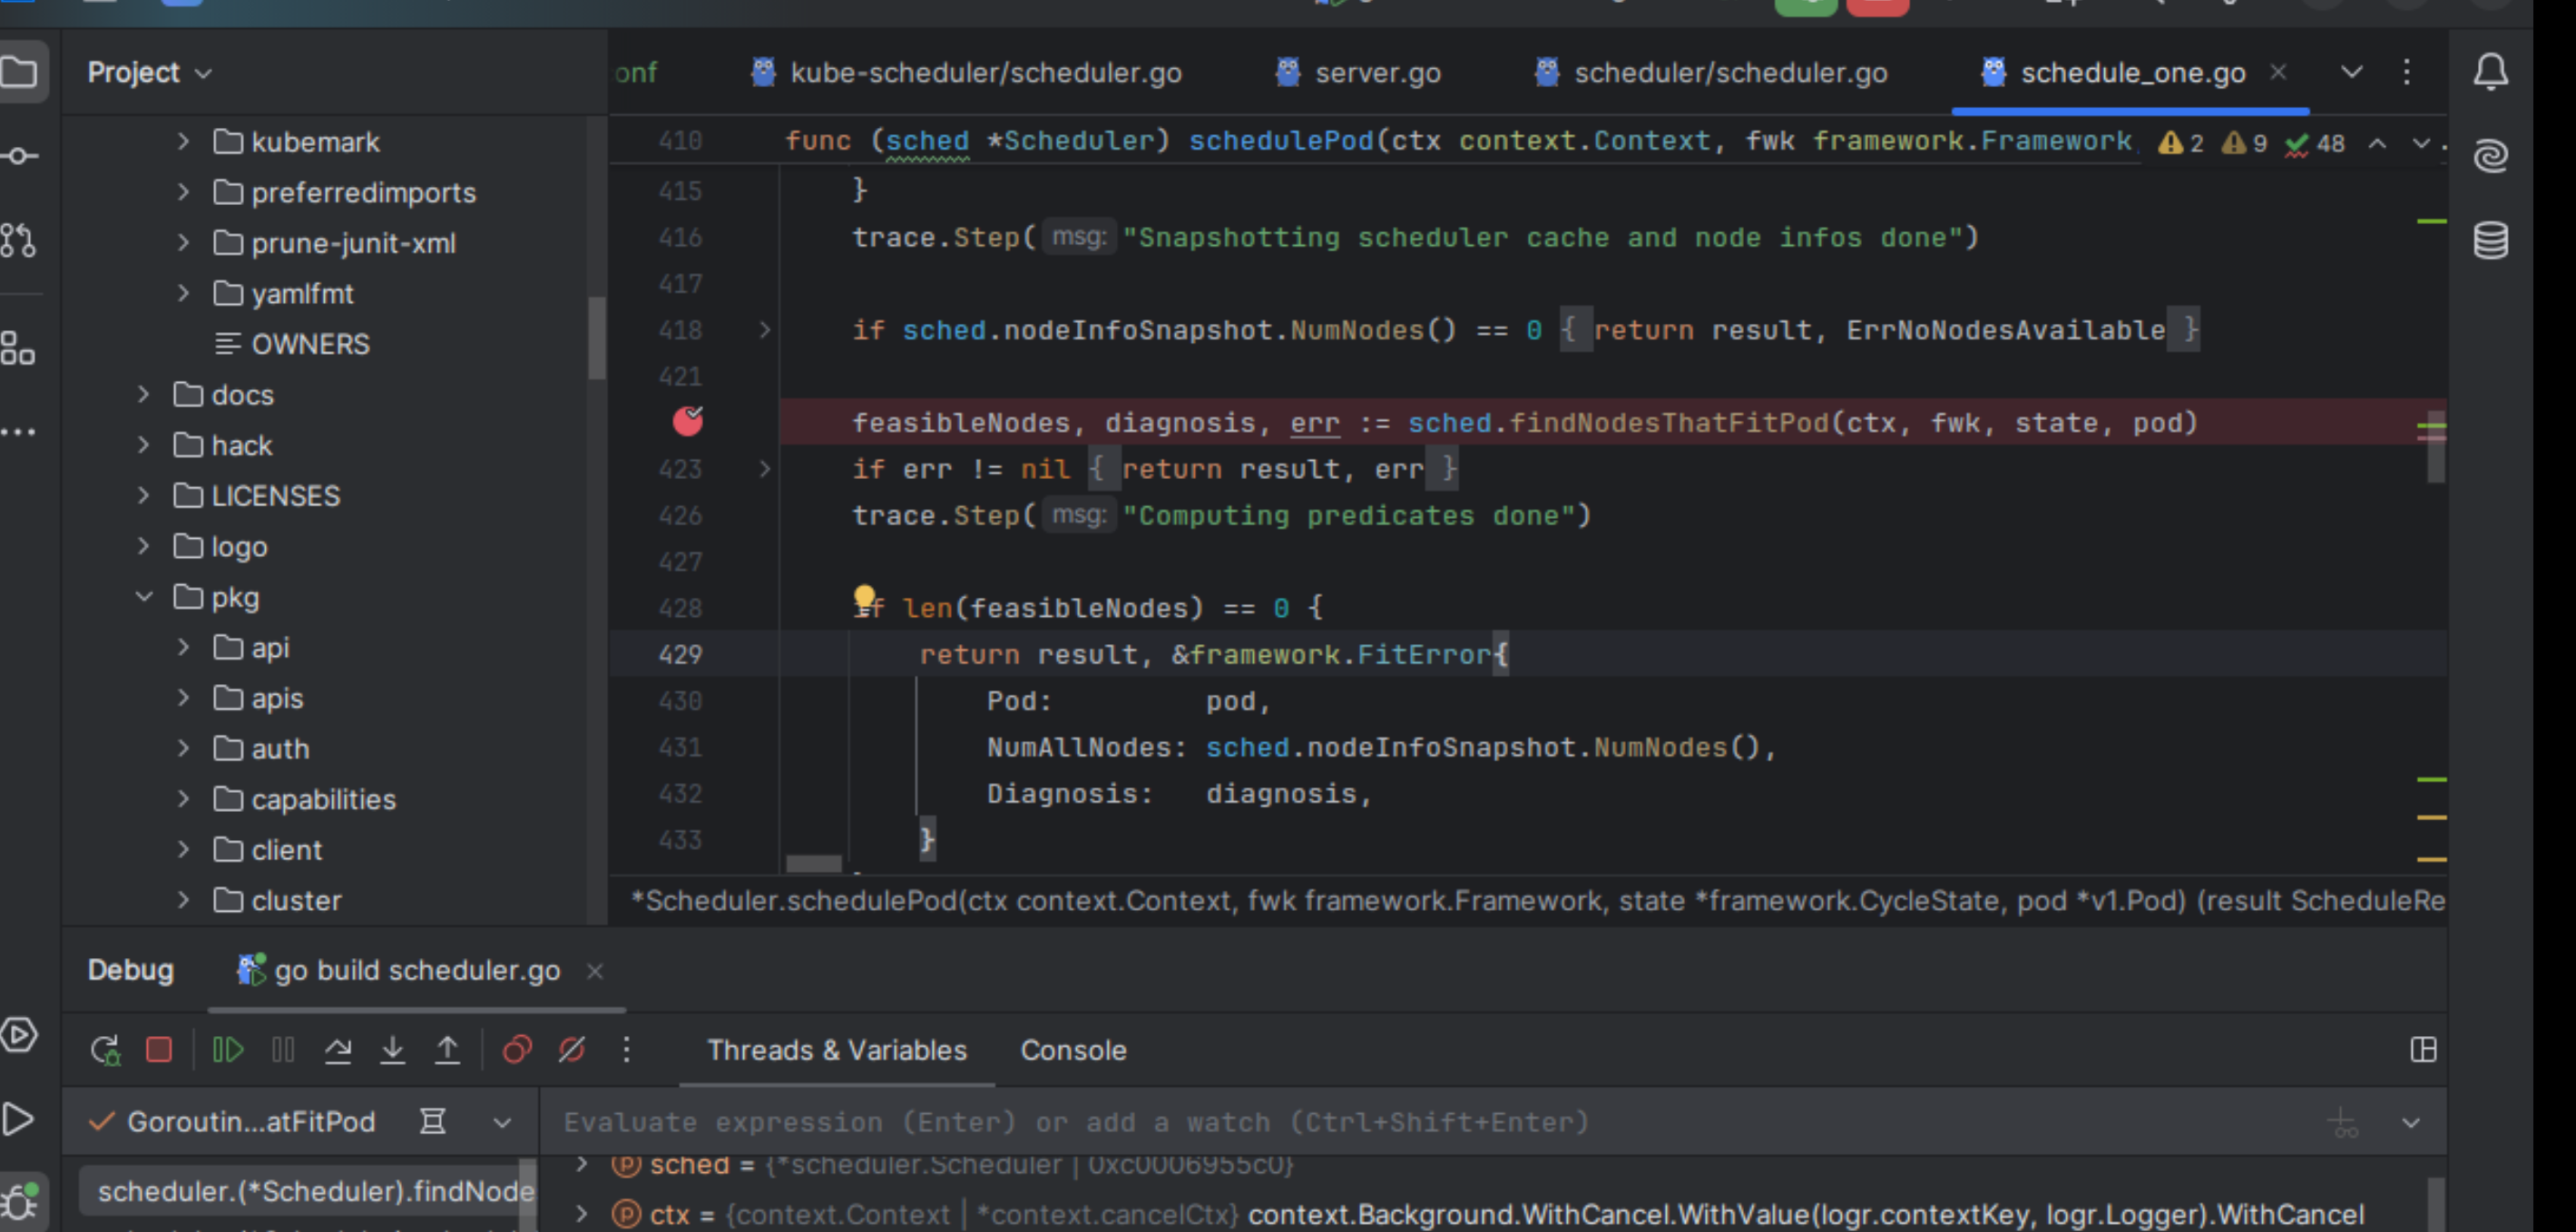 Project
onf
kube-scheduler/scheduler.go
server.go
scheduler/scheduler.go
schedule_one.go
kubemark
preferredimports
prune-junit-xml
yamlfmt
OWNERS
docs
hack
LICENSES
logo
pkg
api
apis
auth
capabilities
client
cluster
410 func (sched *Scheduler) schedulePod(ctx context.Context, fwk framework.Framework, 2 9 48
415 }
416 trace.Step( msg: "Snapshotting scheduler cache and node infos done")
417
418 if sched.nodeInfoSnapshot.NumNodes() == 0 { return result, ErrNoNodesAvailable }
421
feasibleNodes, diagnosis, err := sched.findNodesThatFitPod(ctx, fwk, state, pod)
423 if err != nil { return result, err }
426 trace.Step( msg: "Computing predicates done")
427
428 if len(feasibleNodes) == 0 {
429 return result, &framework.FitError{
430 Pod: pod,
431 NumAllNodes: sched.nodeInfoSnapshot.NumNodes(),
432 Diagnosis: diagnosis,
433 }
*Scheduler.schedulePod(ctx context.Context, fwk framework.Framework, state *framework.CycleState, pod *v1.Pod) (result ScheduleRe
Debug
go build scheduler.go
Threads & Variables
Console
Goroutin...atFitPod
Evaluate expression (Enter) or add a watch (Ctrl+Shift+Enter)
scheduler.(*Scheduler).findNode
sched = {*scheduler.Scheduler | 0xc0006955c0}
ctx = {context.Context | *context.cancelCtx} context.Background.WithCancel.WithValue(logr.contextKey, logr.Logger).WithCancel